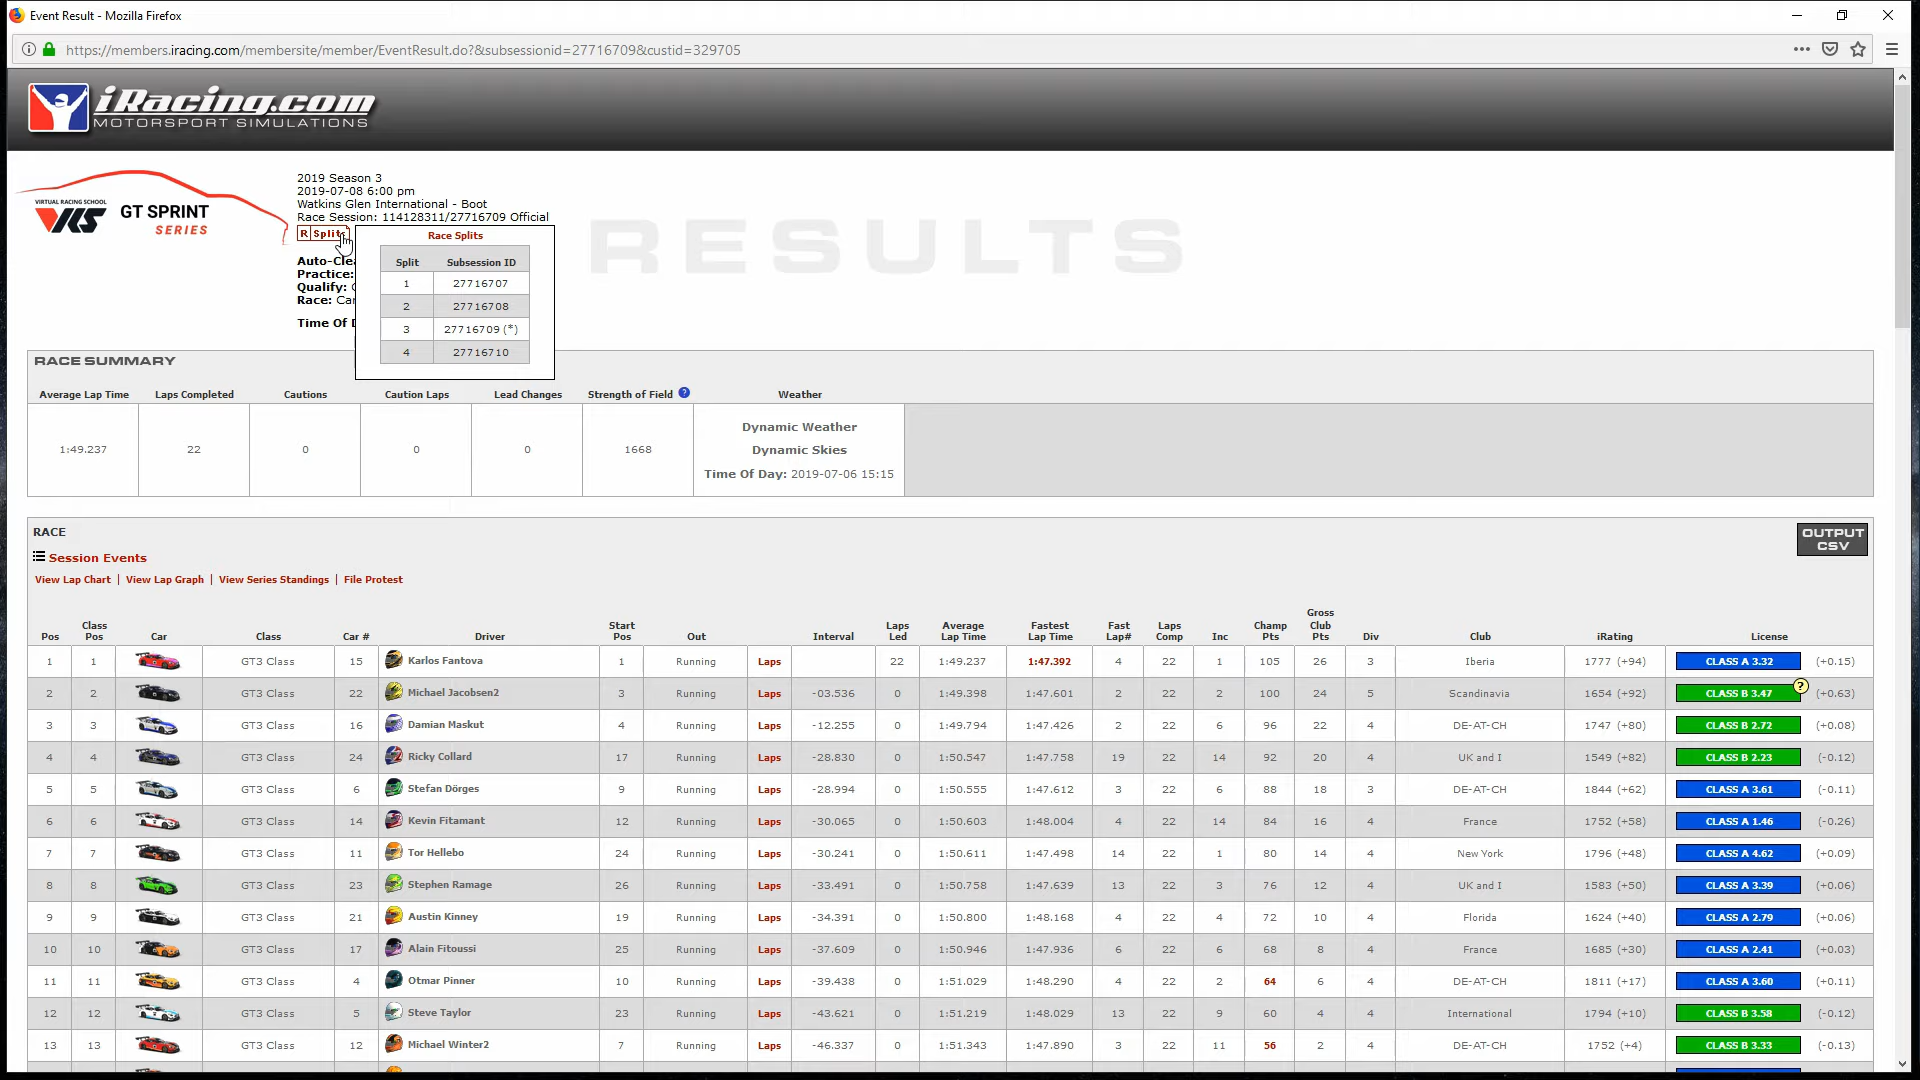 Event Result - Mozilla Firefox
https://members.iracing.com/membersite/member/EventResult.do?&subsessionid=27716709&custid=329705
iRacing.com
MOTORSPORT SIMULATIONS
VIRTUAL RACING SCHOOL
VRS
GT SPRINT
SERIES
2019 Season 3
2019-07-08 6:00 pm
Watkins Glen International - Boot
Race Session: 114128311/27716709 Official
R Splits
RESULTS
Race Splits
Split Subsession ID
1 27716707
2 27716708
3 27716709 (*)
4 27716710
Practice:
Qualify:
Race:
RACE SUMMARY
Average Lap Time Laps Completed Cautions Caution Laps Lead Changes Strength of Field ? Weather
1:49.237 22 0 0 0 1668
Dynamic Weather
Dynamic Skies
Time Of Day: 2019-07-06 15:15
RACE
OUTPUT CSV
Session Events
View Lap Chart | View Lap Graph | View Series Standings | File Protest
Pos Class Pos Car Class Car # Driver Start Pos Out Interval Laps Led Average Lap Time Fastest Lap Time Fast Lap# Laps Comp Inc Champ Pts Gross Club Pts Div Club iRating License
1 1 GT3 Class 15 Karlos Fantova 1 Running Laps 22 1:49.237 1:47.392 4 22 1 105 26 3 Iberia 1777 (+94) CLASS A 3.32 (+0.15)
2 2 GT3 Class 22 Michael Jacobsen2 3 Running Laps -03.536 0 1:49.398 1:47.601 2 22 2 100 24 5 Scandinavia 1654 (+92) CLASS B 3.47 ? (+0.63)
3 3 GT3 Class 16 Damian Maskut 4 Running Laps -12.255 0 1:49.794 1:47.426 2 22 6 96 22 4 DE-AT-CH 1747 (+80) CLASS B 2.72 (+0.08)
4 4 GT3 Class 24 Ricky Collard 17 Running Laps -28.830 0 1:50.547 1:47.758 19 22 14 92 20 4 UK and I 1549 (+82) CLASS B 2.23 (-0.12)
5 5 GT3 Class 6 Stefan Dörges 9 Running Laps -28.994 0 1:50.555 1:47.612 3 22 6 88 18 3 DE-AT-CH 1844 (+62) CLASS A 3.61 (-0.11)
6 6 GT3 Class 14 Kevin Fitamant 12 Running Laps -30.065 0 1:50.603 1:48.004 4 22 14 84 16 4 France 1752 (+58) CLASS A 1.46 (-0.26)
7 7 GT3 Class 11 Tor Hellebo 24 Running Laps -30.241 0 1:50.611 1:47.498 14 22 1 80 14 4 New York 1796 (+48) CLASS A 4.62 (+0.09)
8 8 GT3 Class 23 Stephen Ramage 26 Running Laps -33.491 0 1:50.758 1:47.639 13 22 3 76 12 4 UK and I 1583 (+50) CLASS A 3.39 (+0.06)
9 9 GT3 Class 21 Austin Kinney 19 Running Laps -34.391 0 1:50.800 1:48.168 4 22 4 72 10 4 Florida 1624 (+40) CLASS A 2.79 (+0.06)
10 10 GT3 Class 17 Alain Fitoussi 25 Running Laps -37.609 0 1:50.946 1:47.936 6 22 6 68 8 4 France 1685 (+30) CLASS A 2.41 (+0.03)
11 11 GT3 Class 4 Otmar Pinner 10 Running Laps -39.438 0 1:51.029 1:48.290 4 22 2 64 6 4 DE-AT-CH 1811 (+17) CLASS A 3.60 (+0.11)
12 12 GT3 Class 5 Steve Taylor 23 Running Laps -43.621 0 1:51.219 1:48.029 13 22 9 60 4 4 International 1794 (+10) CLASS B 3.58 (-0.12)
13 13 GT3 Class 12 Michael Winter2 7 Running Laps -46.337 0 1:51.343 1:47.890 3 22 11 56 2 4 DE-AT-CH 1752 (+4) CLASS B 3.33 (-0.13)